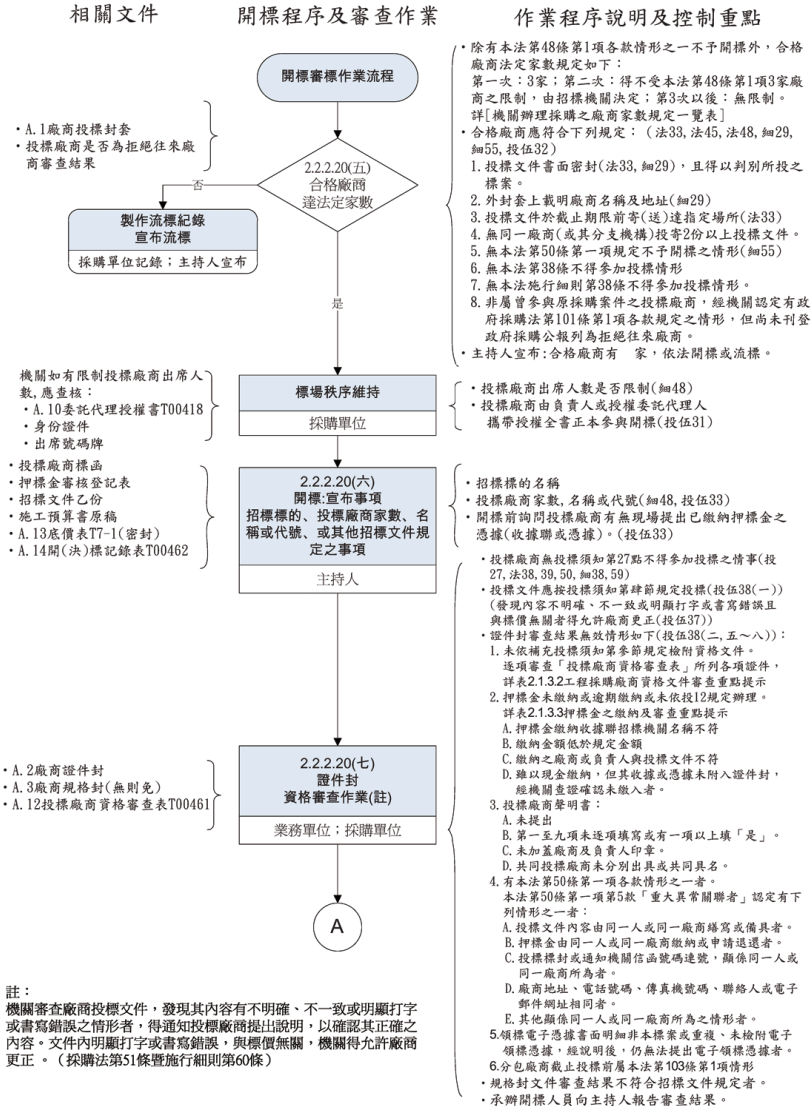 相關文件
開標程序及審查作業
作業程序說明及控制重點
開標審標作業流程
・A.1廠商投標封套
・投標廠商是否為拒絕往來廠
商審查結果
2.2.2.20(五)
合格廠商
達法定家數
否
製作流標紀錄
宣布流標
採購單位記錄；主持人宣布
是
・除有本法第48條第1項各款情形之一不予開標外，合格
廠商法定家數規定如下：
第一次：3家；第二次：得不受本法第48條第1項3家廠
商之限制，由招標機關決定；第3次以後：無限制。
詳[機關辦理採購之廠商家數規定一覽表]
・合格廠商應符合下列規定：（法33,法45,法48,細29,
細55,投伍32）
1.投標文件書面密封(法33,細29)，且得以判別所投之
標案。
2.外封套上載明廠商名稱及地址(細29)
3.投標文件於截止期限前寄(送)達指定場所(法33)
4.無同一廠商(或其分支機構)投寄2份以上投標文件。
5.無本法第50條第一項規定不予開標之情形(細55)
6.無本法第38條不得參加投標情形
7.無本法施行細則第38條不得參加投標情形。
8.非屬曾參與原採購案件之投標廠商，經機關認定有政
府採購法第101條第1項各款規定之情形，但尚未刊登
政府採購公報列為拒絕往來廠商。
・主持人宣布:合格廠商有　家，依法開標或流標。
機關如有限制投標廠商出席人
數,應查核：
・A.10委託代理授權書T00418
・身份證件
・出席號碼牌
標場秩序維持
採購單位
・投標廠商出席人數是否限制(細48)
・投標廠商由負責人或授權委託代理人
攜帶授權全書正本參與開標(投伍31)
・投標廠商標函
・押標金審核登記表
・招標文件乙份
・施工預算書原稿
・A.13底價表T7-1(密封)
・A.14開(決)標記錄表T00462
2.2.2.20(六)
開標:宣布事項
招標標的、投標廠商家數、名
稱或代號、或其他招標文件規
定之事項
主持人
・招標標的名稱
・投標廠商家數,名稱或代號(細48,投伍33)
・開標前詢問投標廠商有無現場提出已繳納押標金之
憑據(收據聯或憑據)。(投伍33)
・A.2廠商證件封
・A.3廠商規格封(無則免)
・A.12投標廠商資格審查表T00461
2.2.2.20(七)
證件封
資格審查作業(註)
業務單位；採購單位
A
・投標廠商無投標須知第27點不得參加投標之情事(投
27,法38,39,50,細38,59)
・投標文件應按投標須知第肆節規定投標(投伍38(一))
(發現內容不明確、不一致或明顯打字或書寫錯誤且
與標價無關者得允許廠商更正(投伍37))
・證件封審查結果無效情形如下(投伍38(二,五～八))：
1.未依補充投標須知第參節規定檢附資格文件。
逐項審查「投標廠商資格審查表」所列各項證件，
詳表2.1.3.2工程採購廠商資格文件審查重點提示
2.押標金未繳納或逾期繳納或未依投12規定辦理。
詳表2.1.3.3押標金之繳納及審查重點提示
A.押標金繳納收據聯招標機關名稱不符
B.繳納金額低於規定金額
C.繳納之廠商或負責人與投標文件不符
D.雖以現金繳納，但其收據或憑據未附入證件封，
經機關查證確認未繳入者。
3.投標廠商聲明書：
A.未提出
B.第一至九項未逐項填寫或有一項以上填「是」。
C.未加蓋廠商及負責人印章。
D.共同投標廠商未分別出具或共同具名。
4.有本法第50條第一項各款情形之一者。
本法第50條第一項第5款「重大異常關聯者」認定有下
列情形之一者：
A.投標文件內容由同一人或同一廠商繕寫或備具者。
B.押標金由同一人或同一廠商繳納或申請退還者。
C.投標標封或通知機關信函號碼連號，顯係同一人或
同一廠商所為者。
D.廠商地址、電話號碼、傳真機號碼、聯絡人或電子
郵件網址相同者。
E.其他顯係同一人或同一廠商所為之情形者。
5.領標電子憑據書面明細非本標案或重複、未檢附電子
領標憑據，經說明後，仍無法提出電子領標憑據者。
6.分包廠商截止投標前屬本法第103條第1項情形
・規格封文件審查結果不符合招標文件規定者。
・承辦開標人員向主持人報告審查結果。
註：
機關審查廠商投標文件，發現其內容有不明確、不一致或明顯打字
或書寫錯誤之情形者，得通知投標廠商提出說明，以確認其正確之
內容。文件內明顯打字或書寫錯誤，與標價無關，機關得允許廠商
更正 。（採購法第51條暨施行細則第60條）